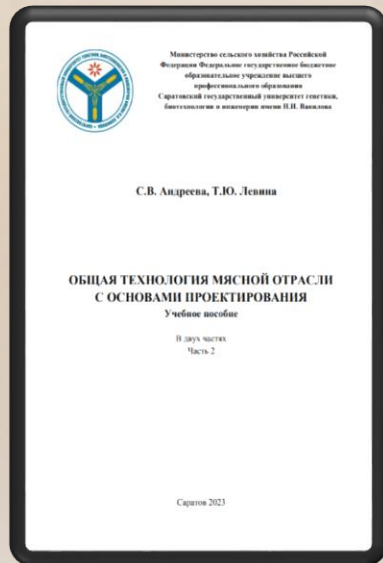 Министерство сельского хозяйства Российской
Федерации Федеральное государственное бюджетное
образовательное учреждение высшего
профессионального образования
Саратовский государственный университет генетики,
биотехнологии и инженерии имени Н.И. Вавилова
С.В. Андреева, Т.Ю. Левина
ОБЩАЯ ТЕХНОЛОГИЯ МЯСНОЙ ОТРАСЛИ
С ОСНОВАМИ ПРОЕКТИРОВАНИЯ
Учебное пособие
В двух частях
Часть 2
Саратов 2023